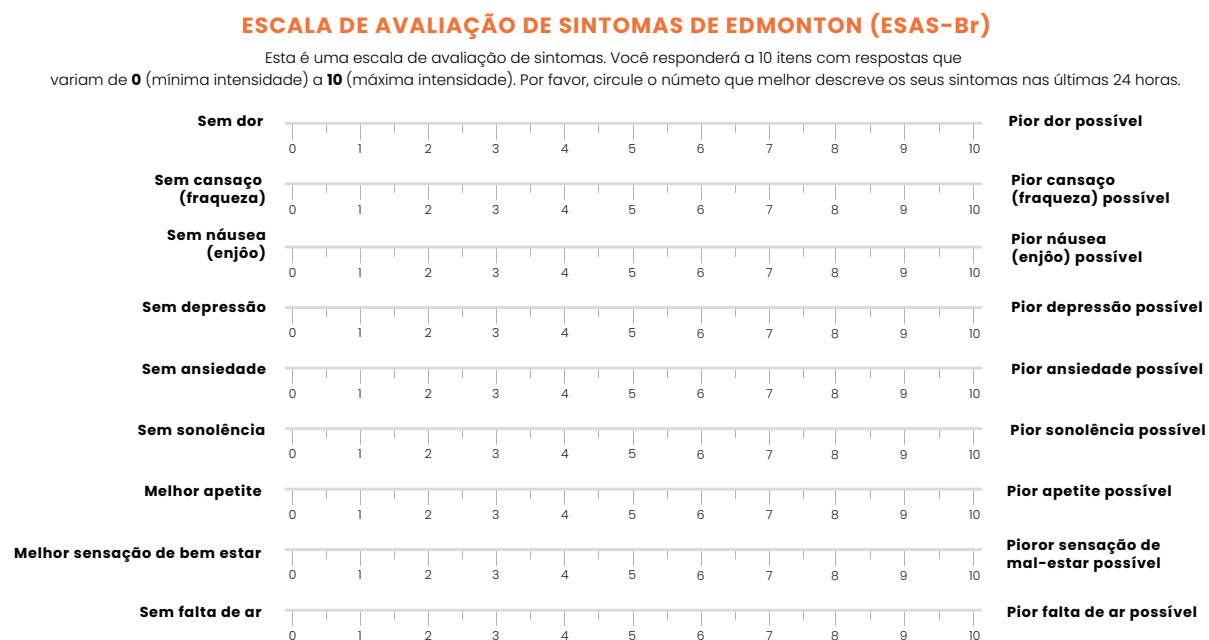 ESCALA DE AVALIAÇÃO DE SINTOMAS DE EDMONTON (ESAS-Br)
Esta é uma escala de avaliação de sintomas. Você responderá a 10 itens com respostas que
variam de 0 (mínima intensidade) a 10 (máxima intensidade). Por favor, circule o númeto que melhor descreve os seus sintomas nas últimas 24 horas.
Sem dor
Pior dor possível
0 1 2 3 4 5 6 7 8 9 10
Sem cansaço
(fraqueza)
Pior cansaço
(fraqueza) possível
0 1 2 3 4 5 6 7 8 9 10
Sem náusea
(enjôo)
Pior náusea
(enjôo) possível
0 1 2 3 4 5 6 7 8 9 10
Sem depressão
Pior depressão possível
0 1 2 3 4 5 6 7 8 9 10
Sem ansiedade
Pior ansiedade possível
0 1 2 3 4 5 6 7 8 9 10
Sem sonolência
Pior sonolência possível
0 1 2 3 4 5 6 7 8 9 10
Melhor apetite
Pior apetite possível
0 1 2 3 4 5 6 7 8 9 10
Melhor sensação de bem estar
Pioror sensação de
mal-estar possível
0 1 2 3 4 5 6 7 8 9 10
Sem falta de ar
Pior falta de ar possível
0 1 2 3 4 5 6 7 8 9 10